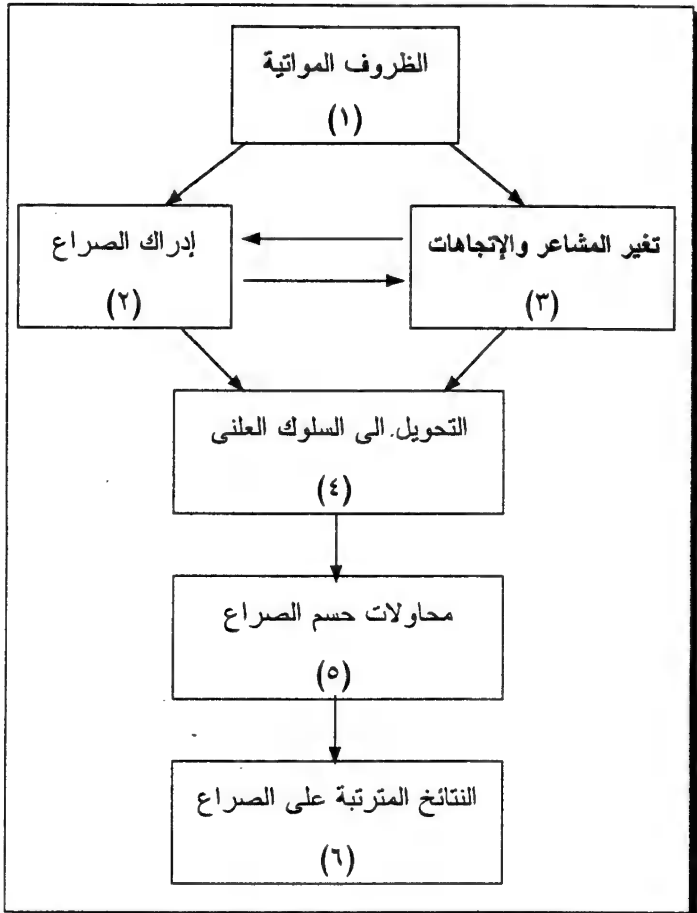 الظروف المواتية
(١)
إدراك الصراع
(٢)
تغير المشاعر والإتجاهات
(٣)
التحويل. الى السلوك العلنى
(٤)
محاولات حسم الصراع
(٥)
النتائخ المترتبة على الصراع
(٦)